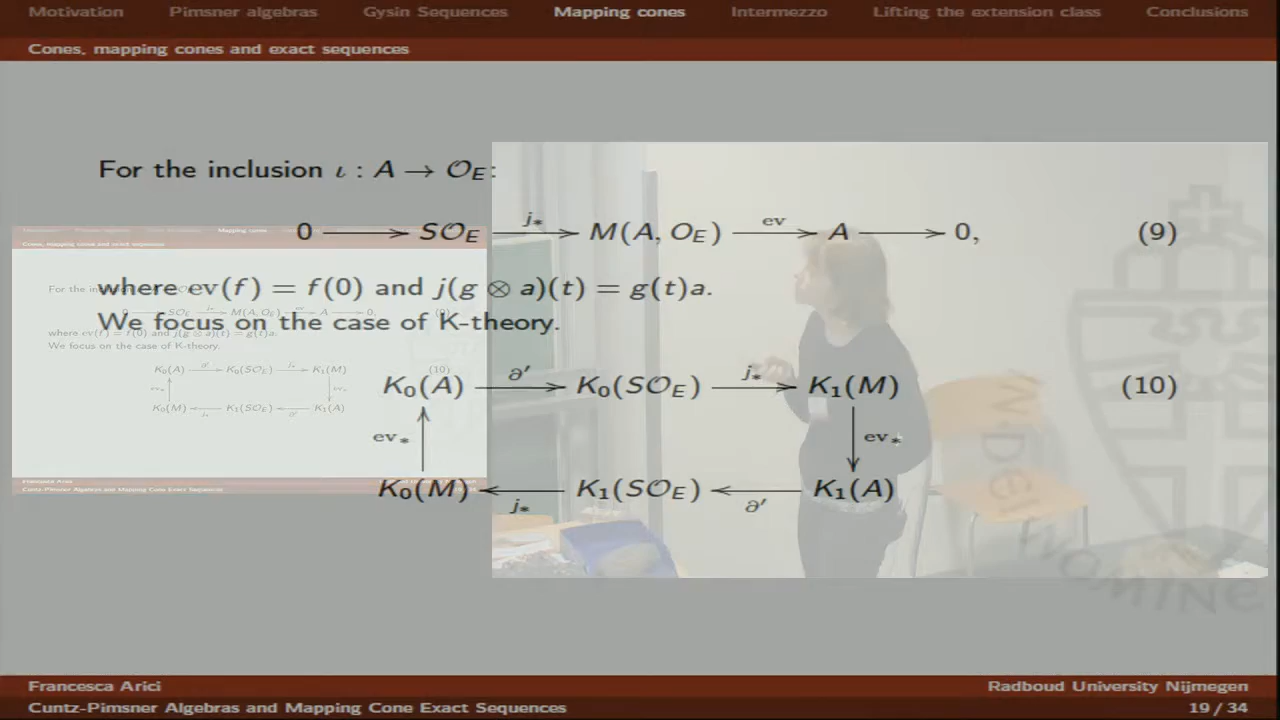 Motivation Pimsner algebras Gysin Sequences Mapping cones Intermezzo Lifting the extension class Conclusions
Cones, mapping cones and exact sequences
For the inclusion ι : A → 𝒪_E:
0 ⟶ S𝒪_E ⟶ j_* M(A, O_E) ⟶ ev A ⟶ 0, (9)
where ev(f) = f(0) and j(g ⊗ a)(t) = g(t)a.
We focus on the case of K-theory.
K_0(A) ⟶ ∂′ K_0(S𝒪_E) ⟶ j_* K_1(M) (10)
ev_* ev_*
K_0(M) ⟵ j_* K_1(S𝒪_E) ⟵ ∂′ K_1(A)
Francesca Arici Radboud University Nijmegen
Cuntz-Pimsner Algebras and Mapping Cone Exact Sequences 19 / 34